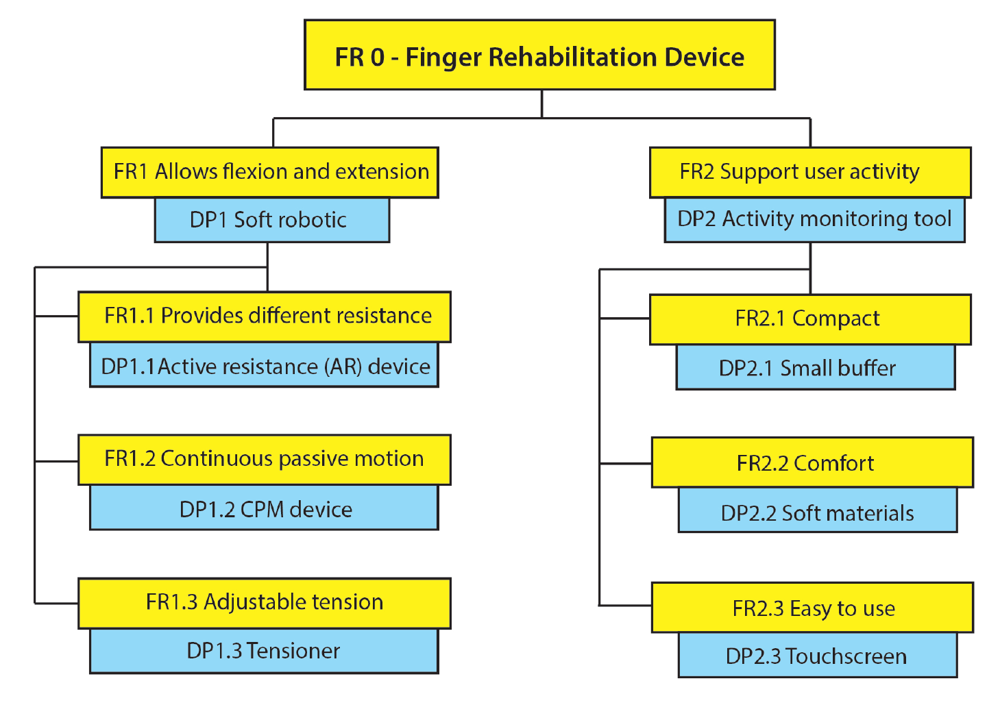 FR 0 - Finger Rehabilitation Device
FR1 Allows flexion and extension
DP1 Soft robotic
FR1.1 Provides different resistance
DP1.1Active resistance (AR) device
FR1.2 Continuous passive motion
DP1.2 CPM device
FR1.3 Adjustable tension
DP1.3 Tensioner
FR2 Support user activity
DP2 Activity monitoring tool
FR2.1 Compact
DP2.1 Small buffer
FR2.2 Comfort
DP2.2 Soft materials
FR2.3 Easy to use
DP2.3 Touchscreen